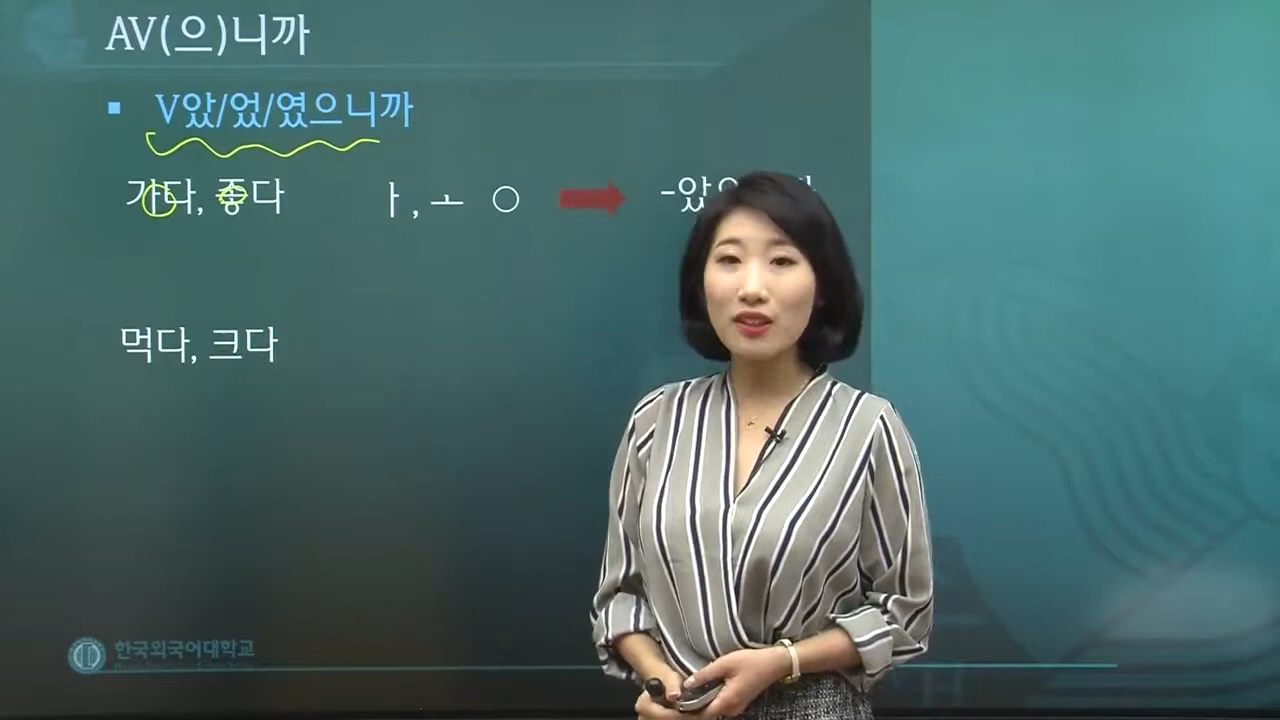 AV(으)니까
▪ V았/었/였으니까
가다, 좋다 ㅏ, ㅗ ○ -았
먹다, 크다
한국외국어대학교